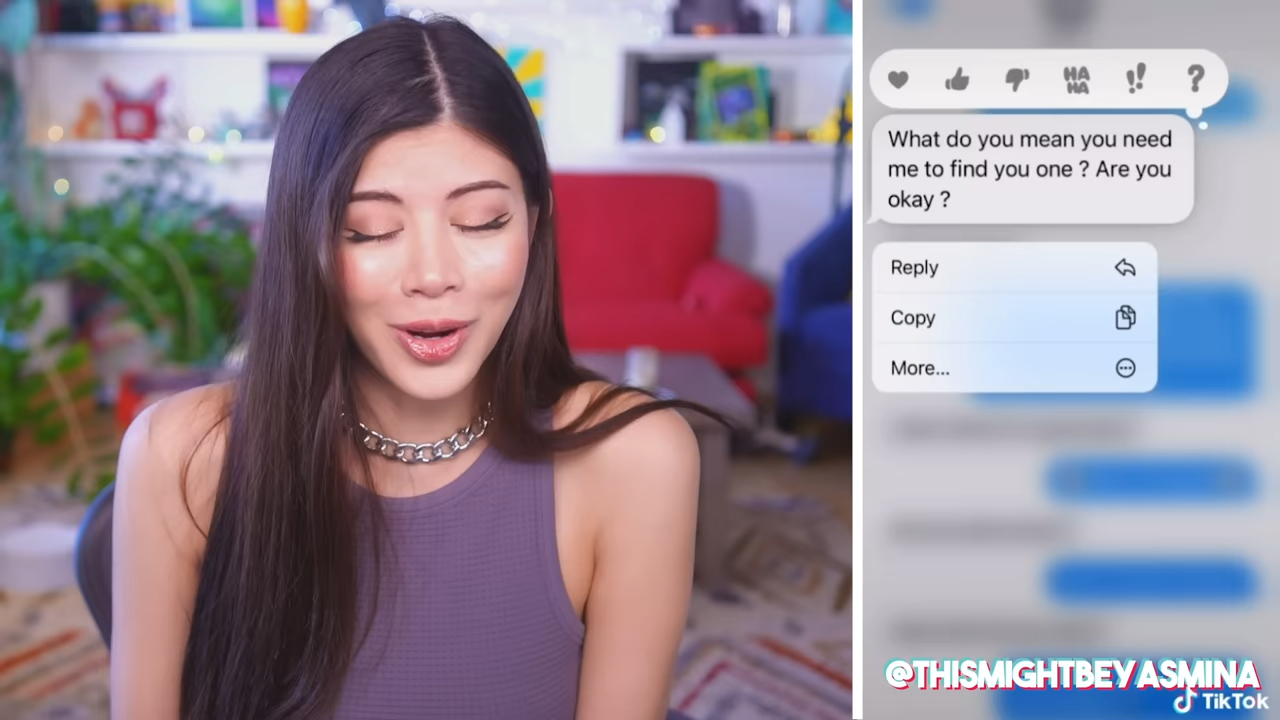 HA
HA
What do you mean you need
me to find you one ? Are you
okay ?
Reply
Copy
More...
@THISMIGHTBEYASMINA
TikTok